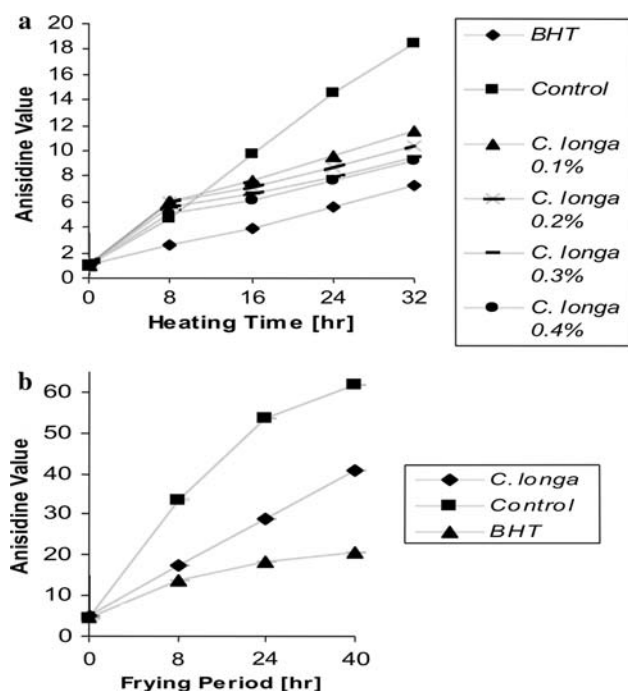 a
20
18
16
14
12
10
8
6
4
2
0
Anisidine Value
0 8 16 24 32
Heating Time [hr]
BHT
Control
C. longa
0.1%
C. longa
0.2%
C. longa
0.3%
C. longa
0.4%
b
60
50
40
30
20
10
0
Anisidine Value
0 8 24 40
Frying Period [hr]
C. longa
Control
BHT